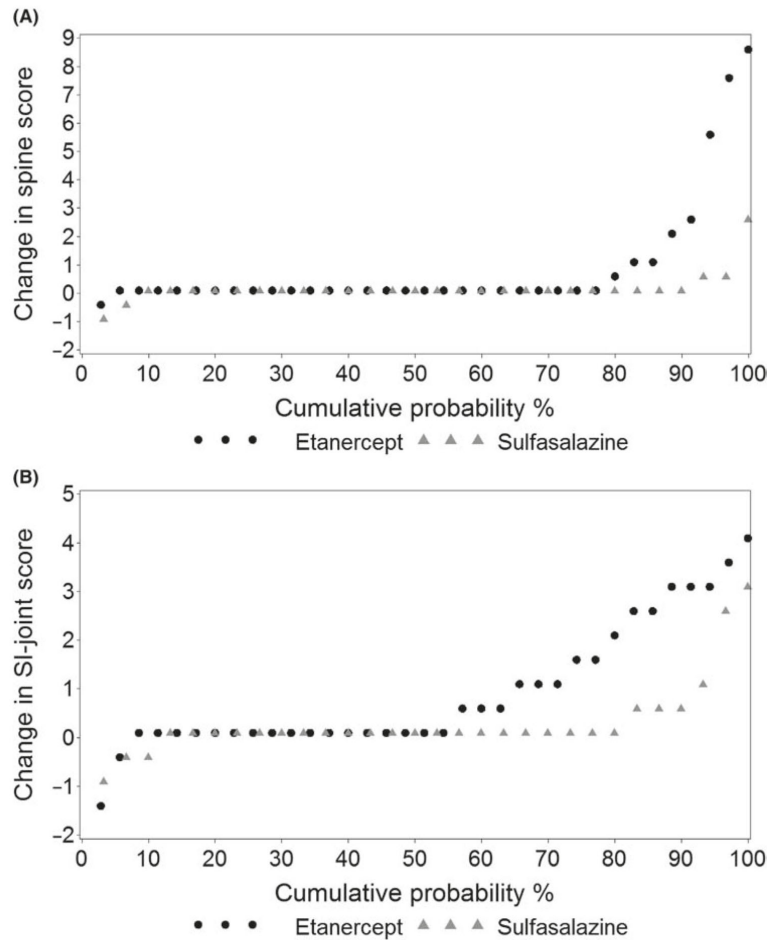 (A)
9
8
7
6
5
4
3
2
1
0
−1
−2
Change in spine score
0 10 20 30 40 50 60 70 80 90 100
Cumulative probability %
Etanercept Sulfasalazine
(B)
5
4
3
2
1
0
−1
−2
Change in SI-joint score
0 10 20 30 40 50 60 70 80 90 100
Cumulative probability %
Etanercept Sulfasalazine